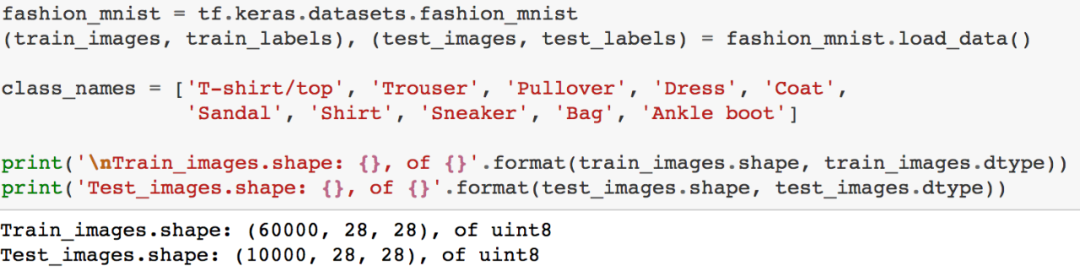 fashion_mnist = tf.keras.datasets.fashion_mnist
(train_images, train_labels), (test_images, test_labels) = fashion_mnist.load_data()
class_names = ['T-shirt/top', 'Trouser', 'Pullover', 'Dress', 'Coat',
'Sandal', 'Shirt', 'Sneaker', 'Bag', 'Ankle boot']
print('\nTrain_images.shape: {}, of {}'.format(train_images.shape, train_images.dtype))
print('Test_images.shape: {}, of {}'.format(test_images.shape, test_images.dtype))
Train_images.shape: (60000, 28, 28), of uint8
Test_images.shape: (10000, 28, 28), of uint8